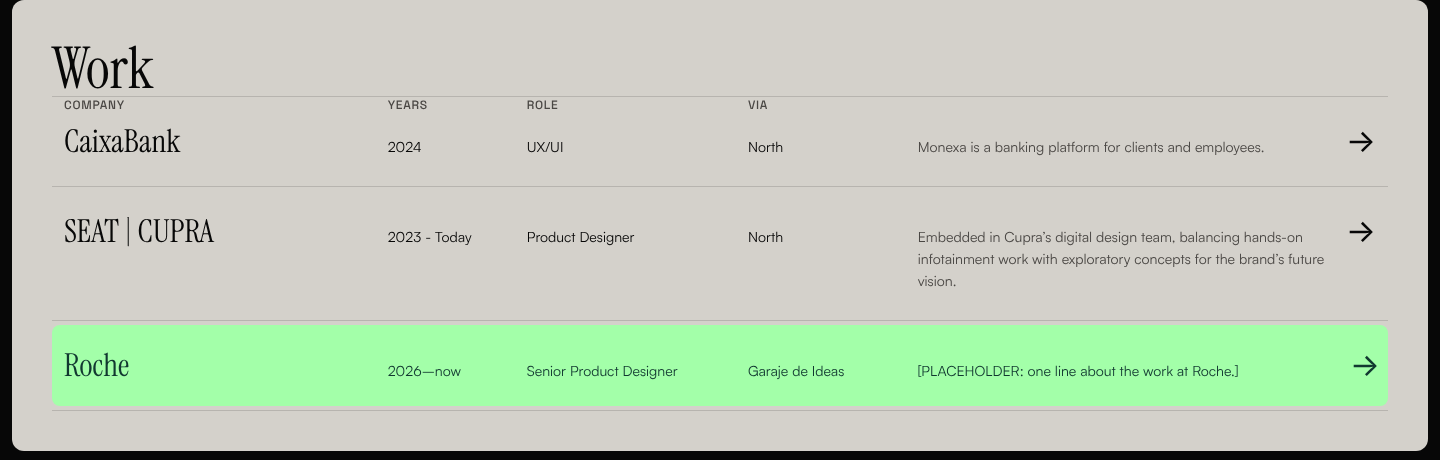 Work
COMPANY YEARS ROLE VIA
CaixaBank 2024 UX/UI North Monexa is a banking platform for clients and employees.
SEAT | CUPRA 2023 - Today Product Designer North Embedded in Cupra’s digital design team, balancing hands-on
infotainment work with exploratory concepts for the brand’s future
vision.
Roche 2026—now Senior Product Designer Garaje de Ideas [PLACEHOLDER: one line about the work at Roche.]